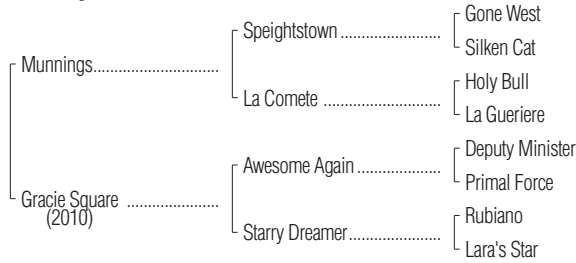 Gone West
Speightstown ....................
Silken Cat
Munnings.........................
Holy Bull
La Comete .......................
La Gueriere
Deputy Minister
Awesome Again ................
Primal Force
Gracie Square ..................
(2010)
Rubiano
Starry Dreamer..................
Lara's Star